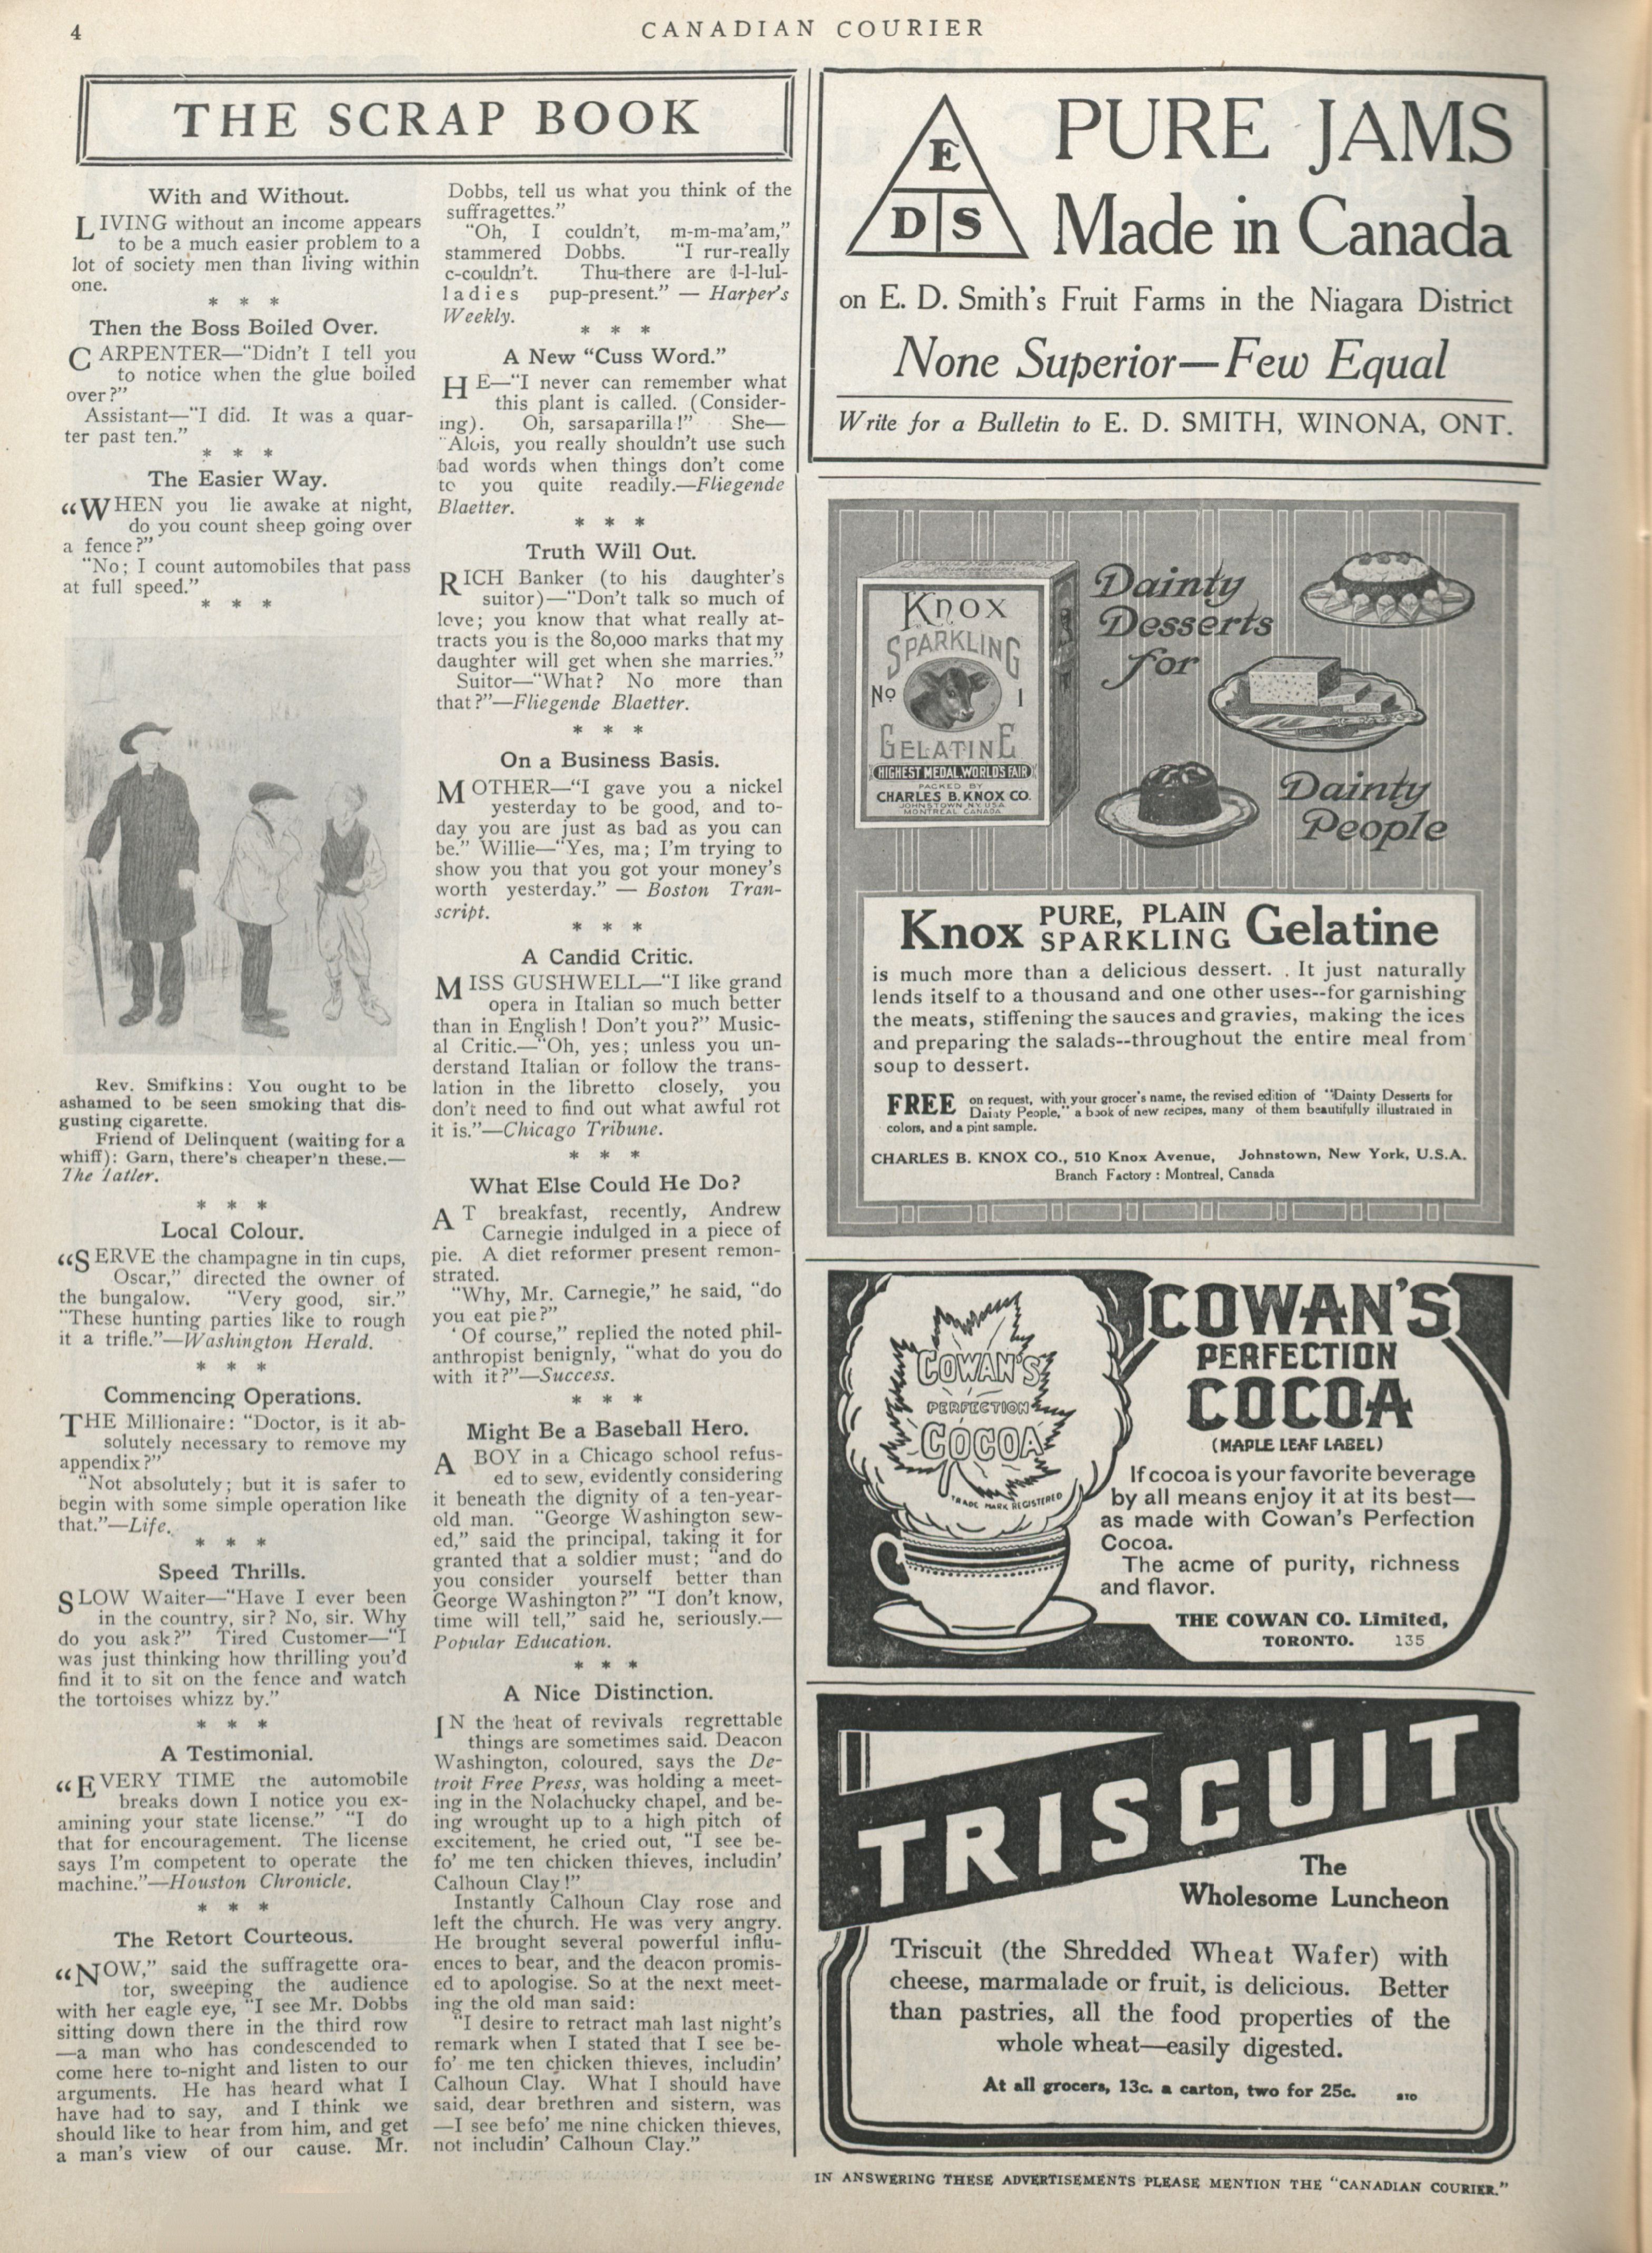 4
CANADIAN COURIER
THE SCRAP BOOK
With and Without.
LIVING without an income appears
to be a much easier problem to a
lot of society men than living within
one.
* * *
Then the Boss Boiled Over.
CARPENTER—“Didn’t I tell you
to notice when the glue boiled
over?”
Assistant—“I did. It was a quar-
ter past ten.”
* * *
The Easier Way.
“WHEN you lie awake at night,
do you count sheep going over
a fence?”
“No; I count automobiles that pass
at full speed.”
* * *
Rev. Smifkins: You ought to be
ashamed to be seen smoking that dis-
gusting cigarette.
Friend of Delinquent (waiting for a
whiff): Garn, there’s cheaper’n these.—
The Tatler.
* * *
Local Colour.
“SERVE the champagne in tin cups,
Oscar,” directed the owner of
the bungalow. “Very good, sir.”
“These hunting parties like to rough
it a trifle.”—Washington Herald.
* * *
Commencing Operations.
THE Millionaire: “Doctor, is it ab-
solutely necessary to remove my
appendix?”
“Not absolutely; but it is safer to
begin with some simple operation like
that.”—Life.
* * *
Speed Thrills.
SLOW Waiter—“Have I ever been
in the country, sir? No, sir. Why
do you ask?” Tired Customer—“I
was just thinking how thrilling you’d
find it to sit on the fence and watch
the tortoises whizz by.”
* * *
A Testimonial.
“EVERY TIME the automobile
breaks down I notice you ex-
amining your state license.” “I do
that for encouragement. The license
says I’m competent to operate the
machine.”—Houston Chronicle.
* * *
The Retort Courteous.
“NOW,” said the suffragette ora-
tor, sweeping the audience
with her eagle eye, “I see Mr. Dobbs
sitting down there in the third row
—a man who has condescended to
come here to-night and listen to our
arguments. He has heard what I
have had to say, and I think we
should like to hear from him, and get
a man’s view of our cause. Mr.
Dobbs, tell us what you think of the
suffragettes.”
“Oh, I couldn’t, m-m-ma’am,”
stammered Dobbs. “I rur-really
c-couldn’t. Thu-there are l-l-lul-
ladies pup-present.” — Harper’s
Weekly.
* * *
A New “Cuss Word.”
HE—“I never can remember what
this plant is called. (Consider-
ing). Oh, sarsaparilla!” She—
“Alois, you really shouldn’t use such
bad words when things don’t come
to you quite readily.—Fliegende
Blaetter.
* * *
Truth Will Out.
RICH Banker (to his daughter’s
suitor)—“Don’t talk so much of
love; you know that what really at-
tracts you is the 80,000 marks that my
daughter will get when she marries.”
Suitor—“What? No more than
that?”—Fliegende Blaetter.
* * *
On a Business Basis.
MOTHER—“I gave you a nickel
yesterday to be good, and to-
day you are just as bad as you can
be.” Willie—“Yes, ma; I’m trying to
show you that you got your money’s
worth yesterday.” — Boston Tran-
script.
* * *
A Candid Critic.
MISS GUSHWELL—“I like grand
opera in Italian so much better
than in English! Don’t you?” Music-
al Critic.—“Oh, yes; unless you un-
derstand Italian or follow the trans-
lation in the libretto closely, you
don’t need to find out what awful rot
it is.”—Chicago Tribune.
* * *
What Else Could He Do?
AT breakfast, recently, Andrew
Carnegie indulged in a piece of
pie. A diet reformer present remon-
strated.
“Why, Mr. Carnegie,” he said, “do
you eat pie?”
‘Of course,” replied the noted phil-
anthropist benignly, “what do you do
with it?”—Success.
* * *
Might Be a Baseball Hero.
A BOY in a Chicago school refus-
ed to sew, evidently considering
it beneath the dignity of a ten-year-
old man. “George Washington sew-
ed,” said the principal, taking it for
granted that a soldier must; “and do
you consider yourself better than
George Washington?” “I don’t know,
time will tell,” said he, seriously.—
Popular Education.
* * *
A Nice Distinction.
IN the heat of revivals regrettable
things are sometimes said. Deacon
Washington, coloured, says the De-
troit Free Press, was holding a meet-
ing in the Nolachucky chapel, and be-
ing wrought up to a high pitch of
excitement, he cried out, “I see be-
fo’ me ten chicken thieves, includin’
Calhoun Clay!”
Instantly Calhoun Clay rose and
left the church. He was very angry.
He brought several powerful influ-
ences to bear, and the deacon promis-
ed to apologise. So at the next meet-
ing the old man said:
“I desire to retract mah last night’s
remark when I stated that I see be-
fo’ me ten chicken thieves, includin’
Calhoun Clay. What I should have
said, dear brethren and sistern, was
—I see befo’ me nine chicken thieves,
not includin’ Calhoun Clay.”
E
D S
PURE JAMS
Made in Canada
on E. D. Smith’s Fruit Farms in the Niagara District
None Superior—Few Equal
Write for a Bulletin to E. D. SMITH, WINONA, ONT.
Knox
SPARKLING
No 1
GELATINE
HIGHEST MEDAL WORLD'S FAIR
PACKED BY
CHARLES B. KNOX CO.
JOHNSTOWN N.Y. USA
MONTREAL CANADA
Dainty
Desserts
for
Dainty
People
Knox PURE, PLAIN SPARKLING Gelatine
is much more than a delicious dessert. . It just naturally
lends itself to a thousand and one other uses--for garnishing
the meats, stiffening the sauces and gravies, making the ices
and preparing the salads--throughout the entire meal from
soup to dessert.
FREE on request, with your grocer’s name, the revised edition of “Dainty Desserts for
Dainty People,” a book of new recipes, many of them beautifully illustrated in
colors, and a pint sample.
CHARLES B. KNOX CO., 510 Knox Avenue, Johnstown, New York, U.S.A.
Branch Factory : Montreal, Canada
COWAN'S
PERFECTION
COCOA
TRADE MARK REGISTERED
COWAN'S
PERFECTION
COCOA
(MAPLE LEAF LABEL)
If cocoa is your favorite beverage
by all means enjoy it at its best—
as made with Cowan's Perfection
Cocoa.
The acme of purity, richness
and flavor.
THE COWAN CO. Limited,
TORONTO. 135
TRISCUIT
The
Wholesome Luncheon
Triscuit (the Shredded Wheat Wafer) with
cheese, marmalade or fruit, is delicious. Better
than pastries, all the food properties of the
whole wheat—easily digested.
At all grocers, 13c. a carton, two for 25c.
IN ANSWERING THESE ADVERTISEMENTS PLEASE MENTION THE “CANADIAN COURIER.”